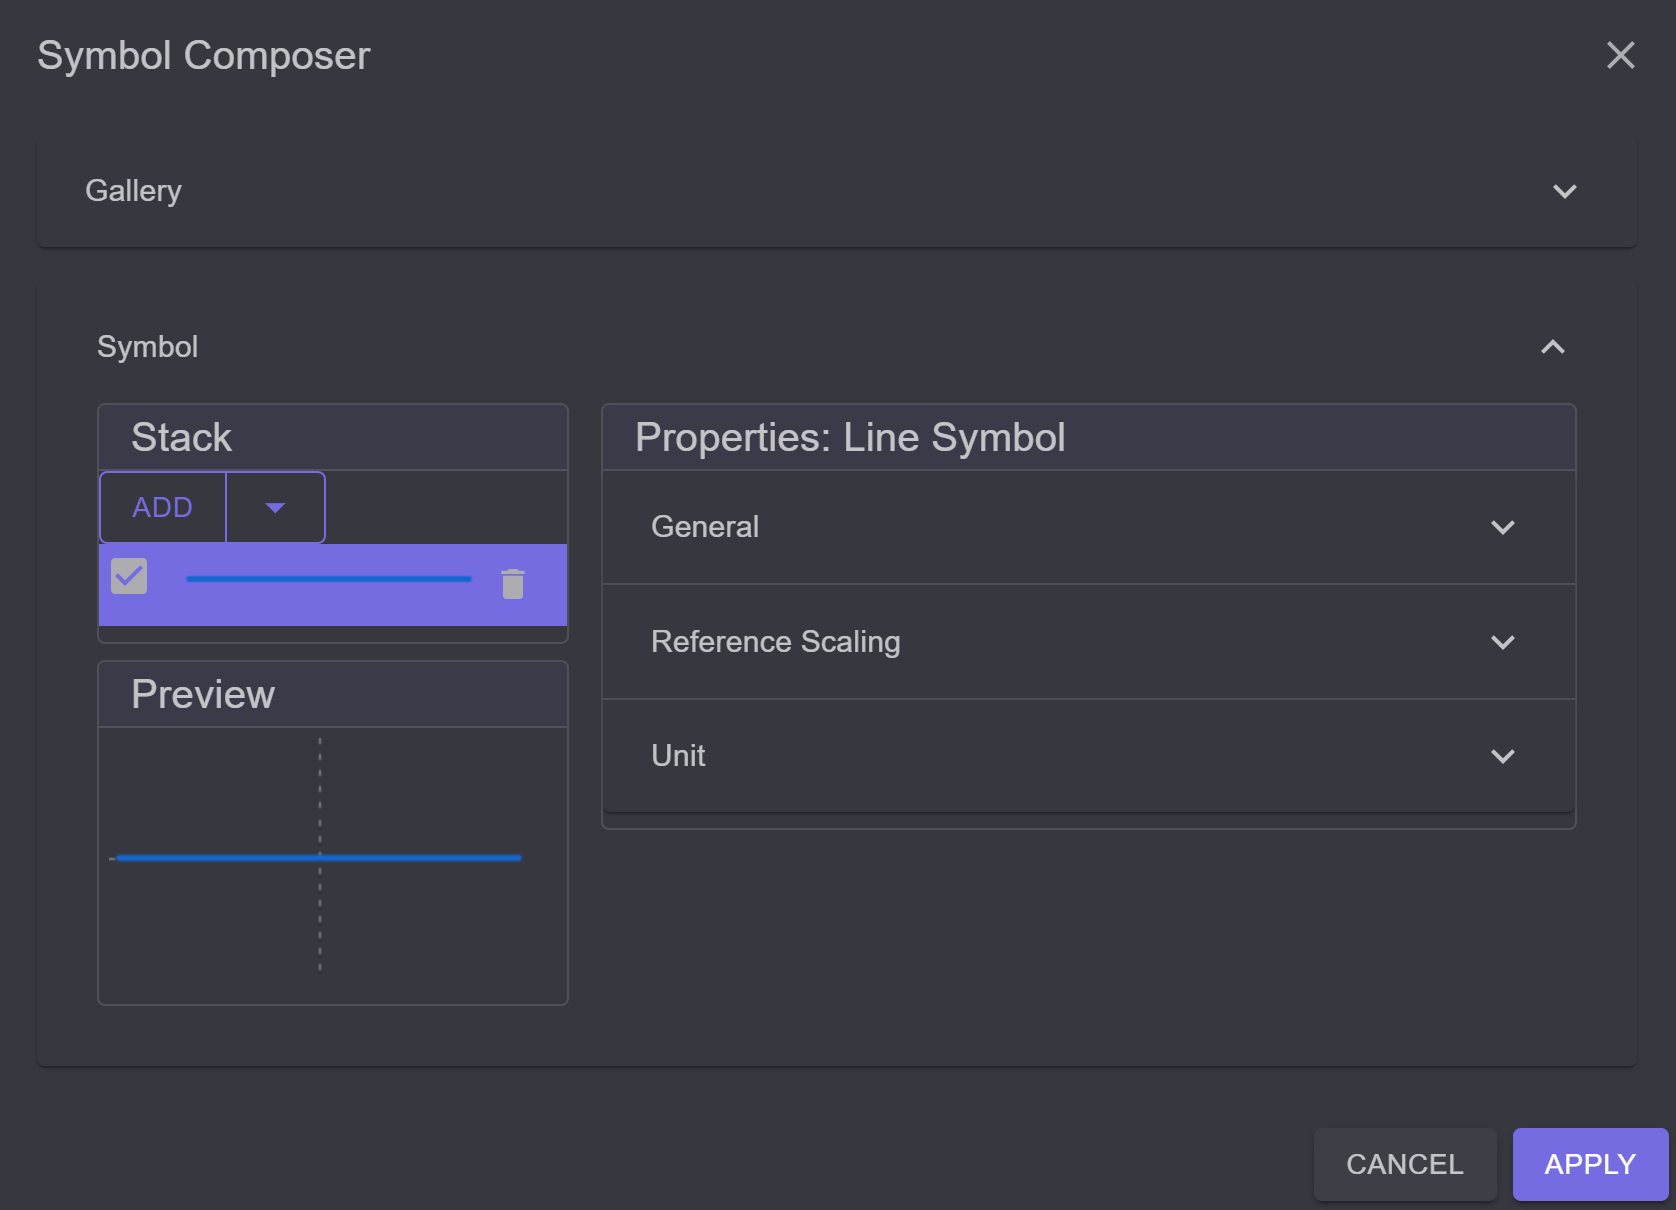 Symbol Composer
Gallery
Symbol
Stack
ADD
Preview
Properties: Line Symbol
General
Reference Scaling
Unit
CANCEL
APPLY